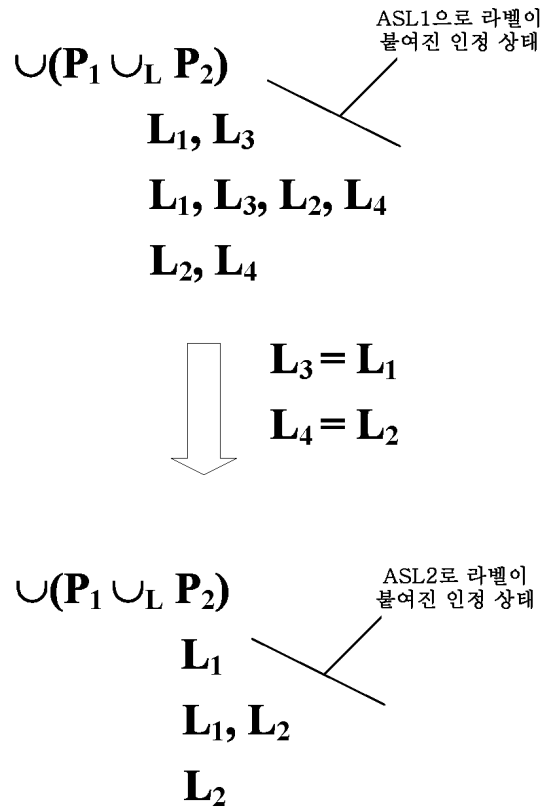 ASL1으로 라벨이
붙여진 인정 상태
∪(P₁ ∪L P₂)
L₁, L₃
L₁, L₃, L₂, L₄
L₂, L₄
L₃ = L₁
L₄ = L₂
ASL2로 라벨이
붙여진 인정 상태
∪(P₁ ∪L P₂)
L₁
L₁, L₂
L₂